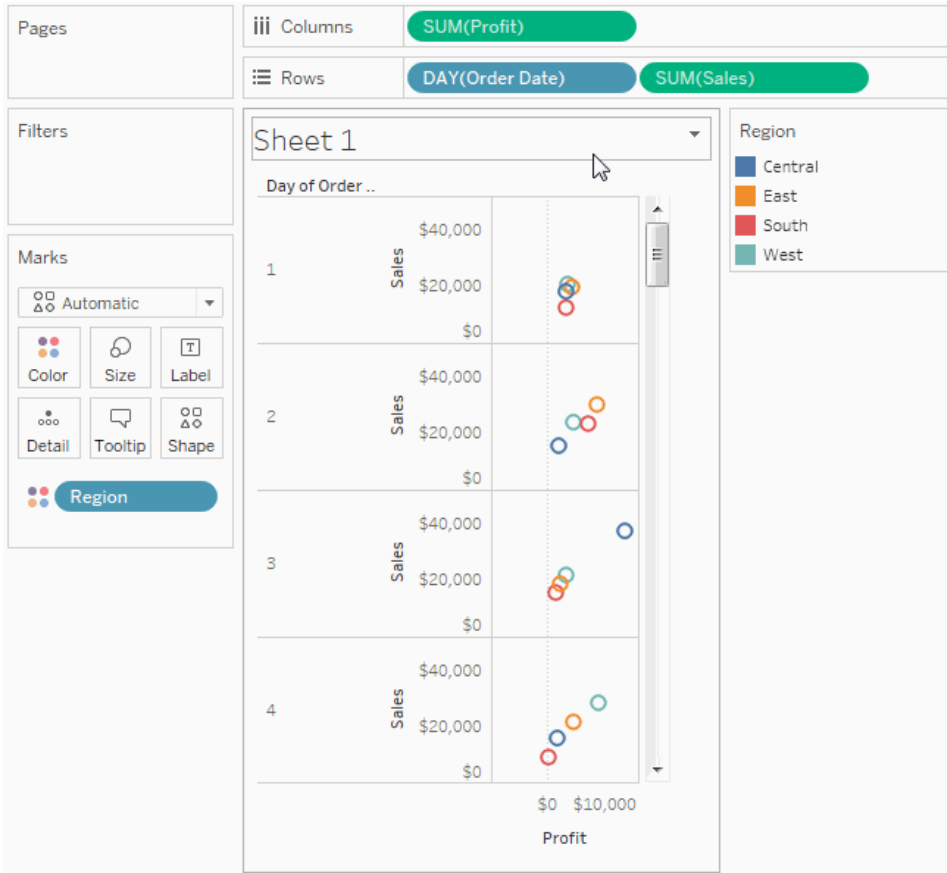 Pages
Columns
SUM(Profit)
Rows
DAY(Order Date)
SUM(Sales)
Filters
Marks
Automatic
Color
Size
T
Label
Detail
Tooltip
Shape
Region
Sheet 1
Day of Order ..
1
Sales
$40,000
$20,000
$0
2
Sales
$40,000
$20,000
$0
3
Sales
$40,000
$20,000
$0
4
Sales
$40,000
$20,000
$0
$0
$10,000
Profit
Region
Central
East
South
West